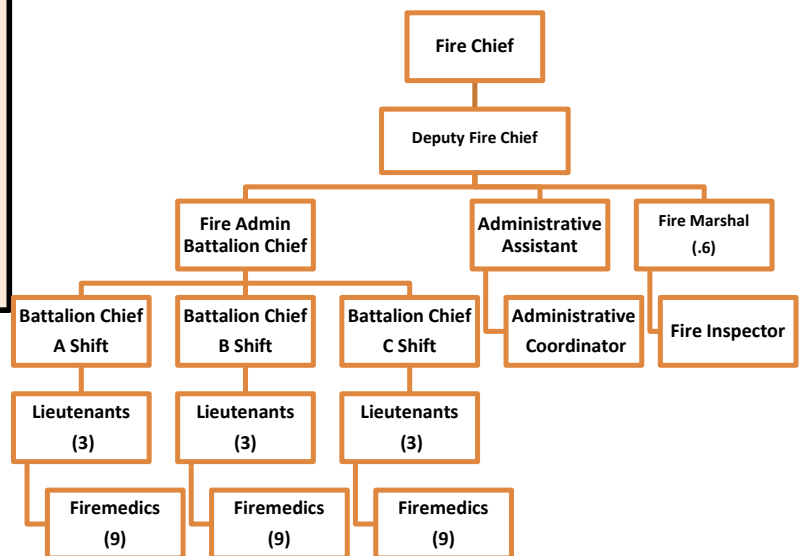 Fire Chief
Deputy Fire Chief
Fire Admin
Battalion Chief
Administrative
Assistant
Fire Marshal
(.6)
Battalion Chief
A Shift
Battalion Chief
B Shift
Battalion Chief
C Shift
Administrative
Coordinator
Fire Inspector
Lieutenants
(3)
Lieutenants
(3)
Lieutenants
(3)
Firemedics
(9)
Firemedics
(9)
Firemedics
(9)